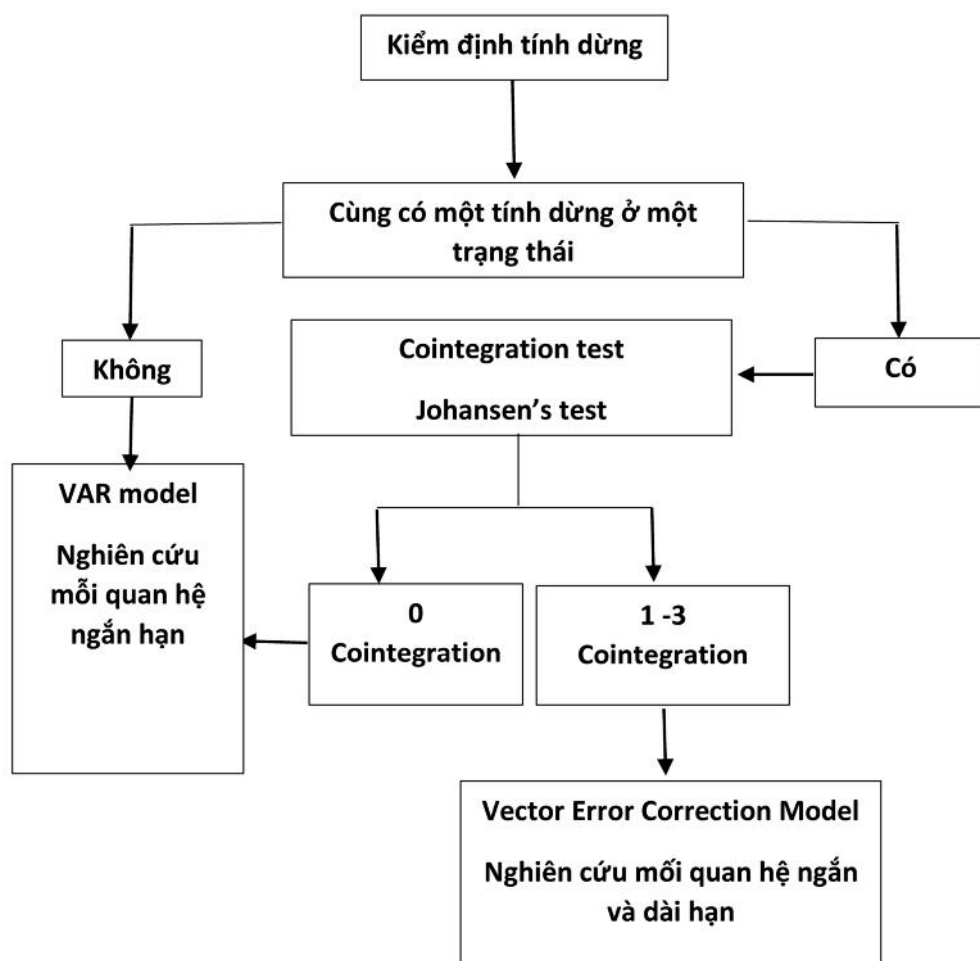 Kiểm định tính dừng
Cùng có một tính dừng ở một
trạng thái
Không
Cointegration test
Johansen’s test
Có
VAR model
Nghiên cứu
mỗi quan hệ
ngắn hạn
0
Cointegration
1 -3
Cointegration
Vector Error Correction Model
Nghiên cứu mối quan hệ ngắn
và dài hạn